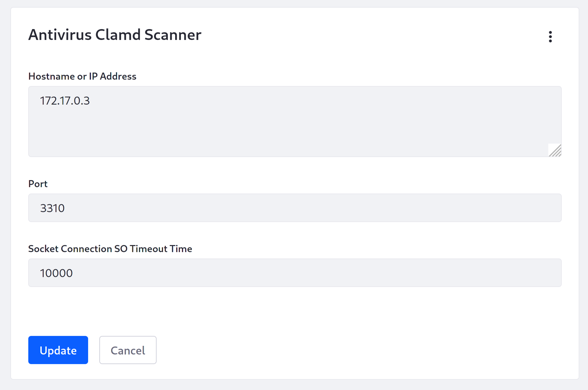 Antivirus Clamd Scanner
Hostname or IP Address
172.17.0.3
Port
3310
Socket Connection SO Timeout Time
10000
Update Cancel